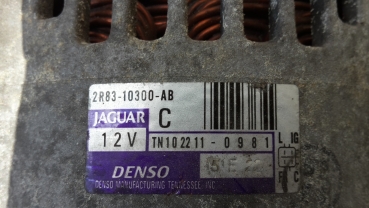 2R83-10300-AB
JAGUAR C
12V TN102211-0981 L IG
DENSO
DENSO MANUFACTURING TENNESSEE, INC.